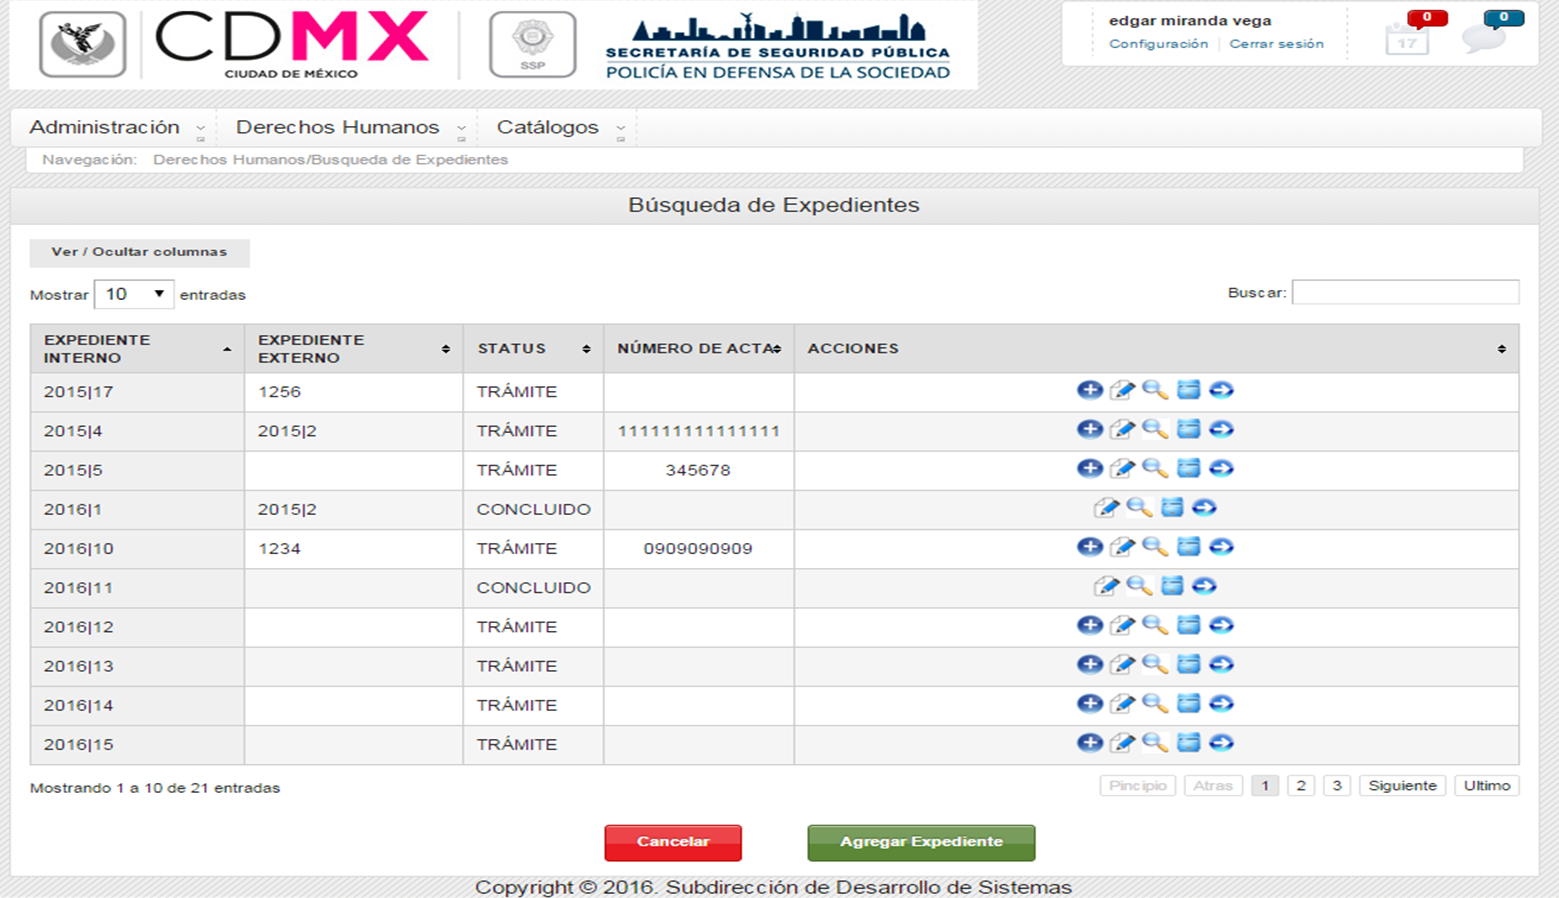 CDMX
CIUDAD DE MÉXICO
SSP
SECRETARÍA DE SEGURIDAD PÚBLICA
POLICÍA EN DEFENSA DE LA SOCIEDAD
edgar miranda vega
Configuración Cerrar sesión
0
17
0
Administración Derechos Humanos Catálogos
Navegación: Derechos Humanos/Busqueda de Expedientes
Búsqueda de Expedientes
Ver / Ocultar columnas
Mostrar 10 entradas
Buscar:
EXPEDIENTE INTERNO EXPEDIENTE EXTERNO STATUS NÚMERO DE ACTA ACCIONES
2015|17 1256 TRÁMITE
2015|4 2015|2 TRÁMITE 111111111111111
2015|5 TRÁMITE 345678
2016|1 2015|2 CONCLUIDO
2016|10 1234 TRÁMITE 0909090909
2016|11 CONCLUIDO
2016|12 TRÁMITE
2016|13 TRÁMITE
2016|14 TRÁMITE
2016|15 TRÁMITE
Mostrando 1 a 10 de 21 entradas
Pincipio Atras 1 2 3 Siguiente Ultimo
Cancelar Agregar Expediente
Copyright © 2016. Subdirección de Desarrollo de Sistemas